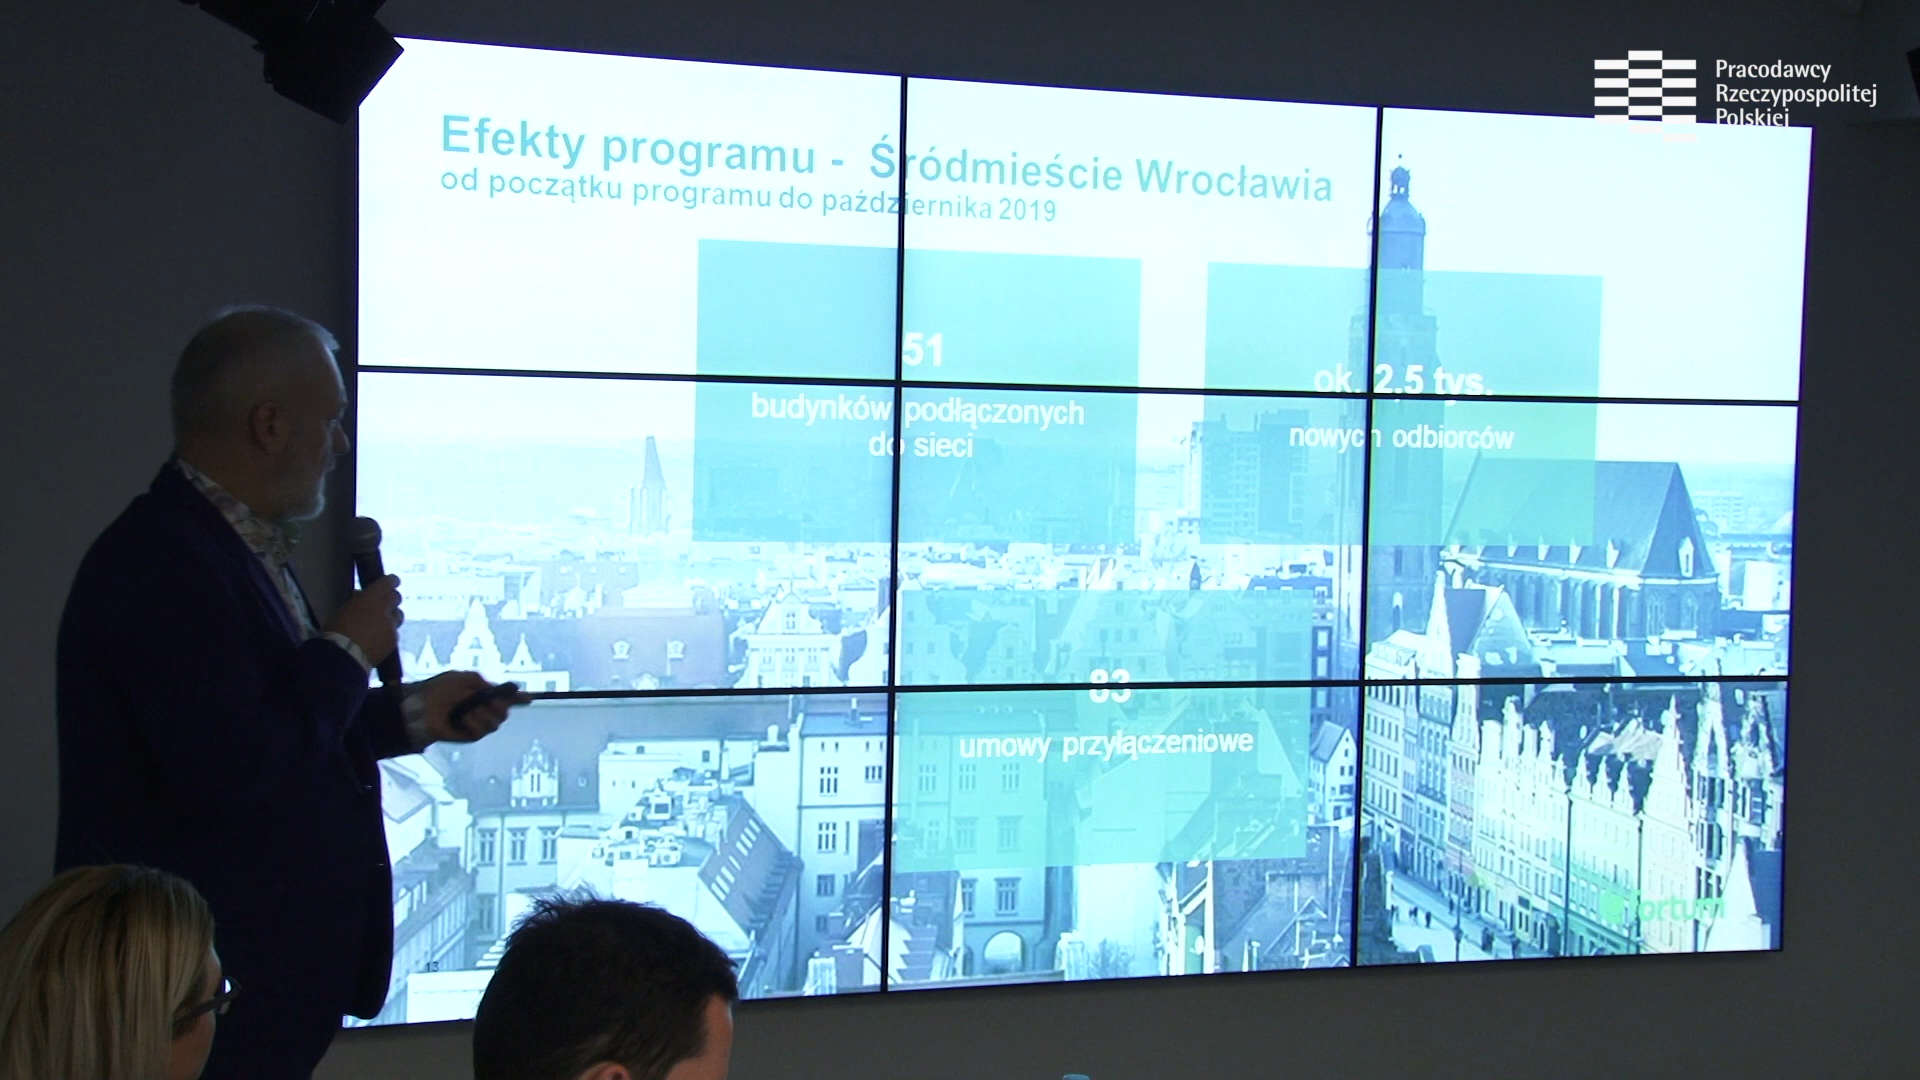 Pracodawcy
Rzeczypospolitej
Polskiej
Efekty programu - Śródmieście Wrocławia
od początku programu do października 2019
51
budynków podłączonych
do sieci
ok. 2,5 tys.
nowych odbiorców
83
umowy przyłączeniowe
fortum
13